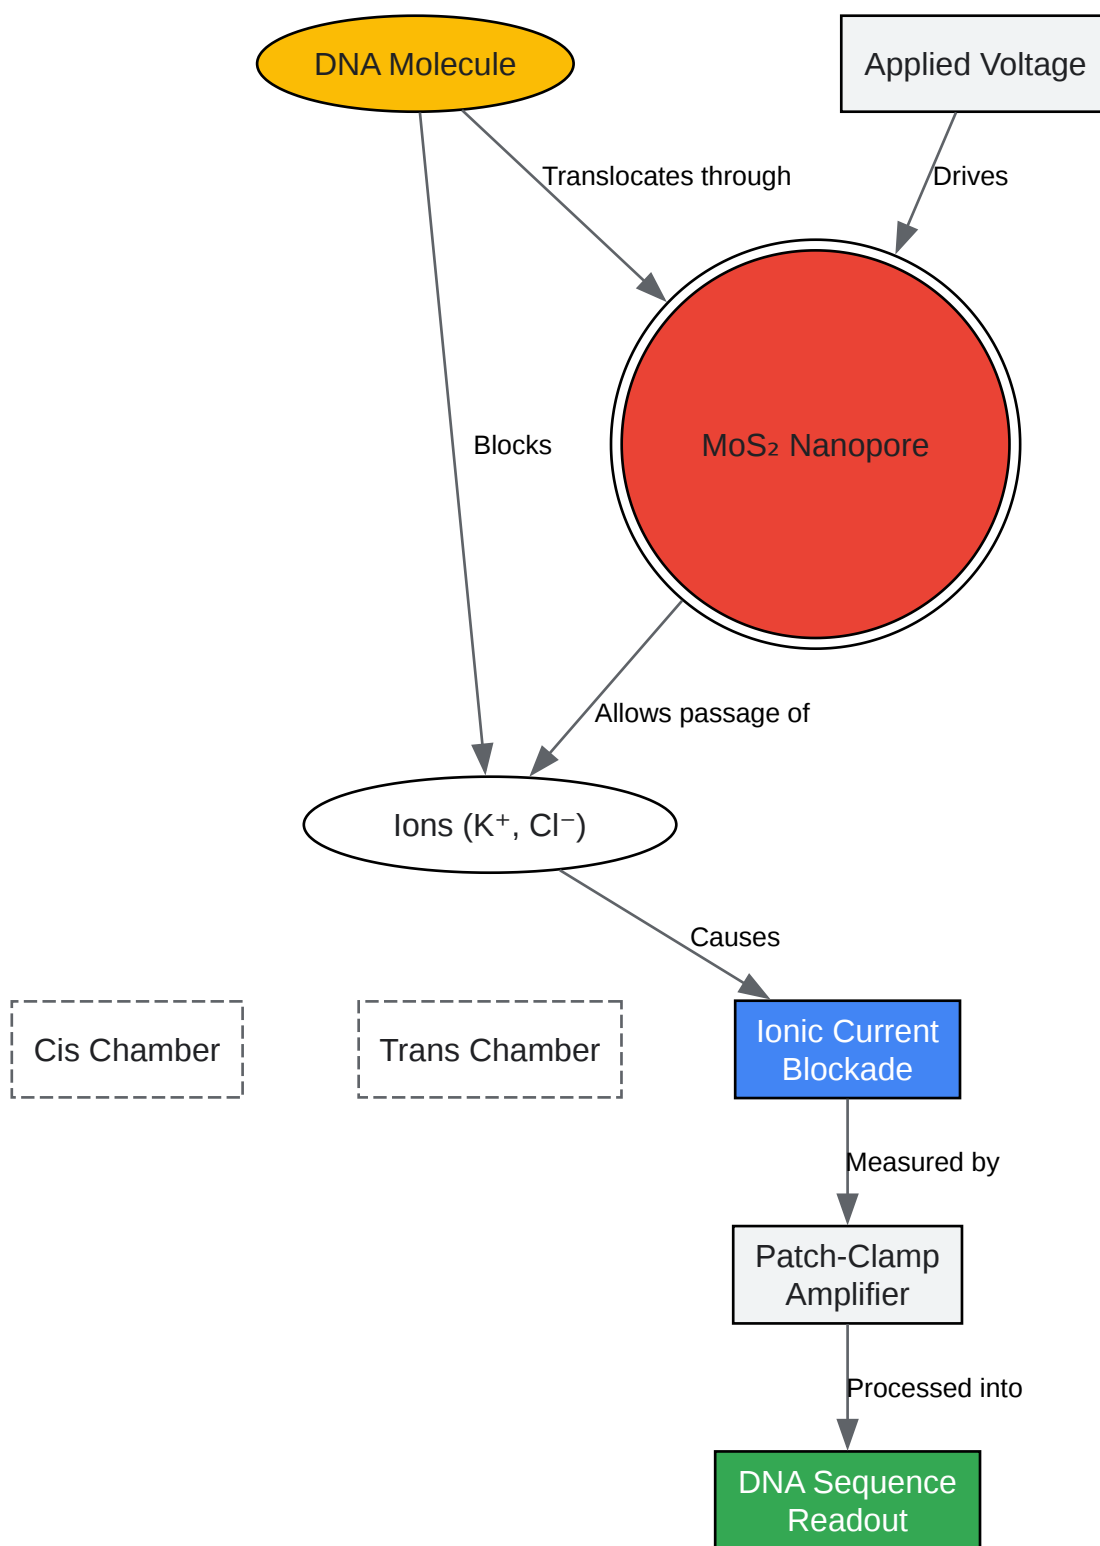 DNA Molecule
Applied Voltage
Translocates through
Drives
MoS₂ Nanopore
Blocks
Allows passage of
Ions (K⁺, Cl⁻)
Causes
Cis Chamber
Trans Chamber
Ionic Current
Blockade
Measured by
Patch-Clamp
Amplifier
Processed into
DNA Sequence
Readout